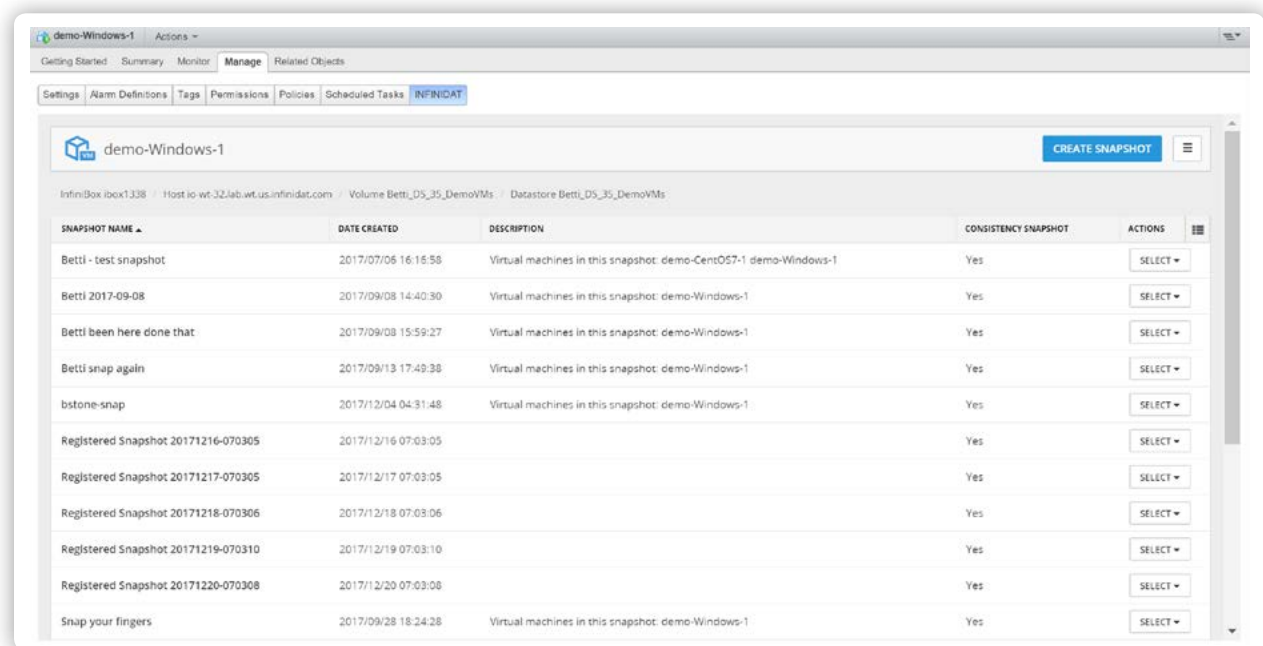 demo-Windows-1 Actions
Getting Started Summary Monitor Manage Related Objects
Settings Alarm Definitions Tags Permissions Policies Scheduled Tasks INFINIDAT
VM demo-Windows-1 CREATE SNAPSHOT
InfiniBox ibox1338 / Host io-wt-32.lab.wt.us.infinidat.com / Volume Betti_DS_35_DemoVMs / Datastore Betti_DS_35_DemoVMs
SNAPSHOT NAME DATE CREATED DESCRIPTION CONSISTENCY SNAPSHOT ACTIONS
Betti - test snapshot 2017/07/06 16:16:58 Virtual machines in this snapshot: demo-CentOS7-1 demo-Windows-1 Yes SELECT
Betti 2017-09-08 2017/09/08 14:40:30 Virtual machines in this snapshot: demo-Windows-1 Yes SELECT
Betti been here done that 2017/09/08 15:59:27 Virtual machines in this snapshot: demo-Windows-1 Yes SELECT
Betti snap again 2017/09/13 17:49:38 Virtual machines in this snapshot: demo-Windows-1 Yes SELECT
bstone-snap 2017/12/04 04:31:48 Virtual machines in this snapshot: demo-Windows-1 Yes SELECT
Registered Snapshot 20171216-070305 2017/12/16 07:03:05 Yes SELECT
Registered Snapshot 20171217-070305 2017/12/17 07:03:05 Yes SELECT
Registered Snapshot 20171218-070306 2017/12/18 07:03:06 Yes SELECT
Registered Snapshot 20171219-070310 2017/12/19 07:03:10 Yes SELECT
Registered Snapshot 20171220-070308 2017/12/20 07:03:08 Yes SELECT
Snap your fingers 2017/09/28 18:24:28 Virtual machines in this snapshot: demo-Windows-1 Yes SELECT